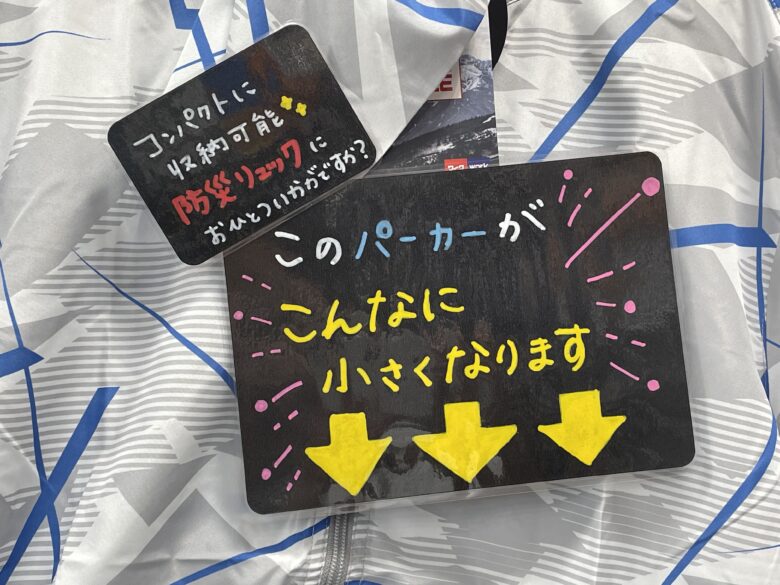 コンパクトに
収納可能
防災リュックに
おひとついかがですか?
このパーカーが
こんなに
小さくなります